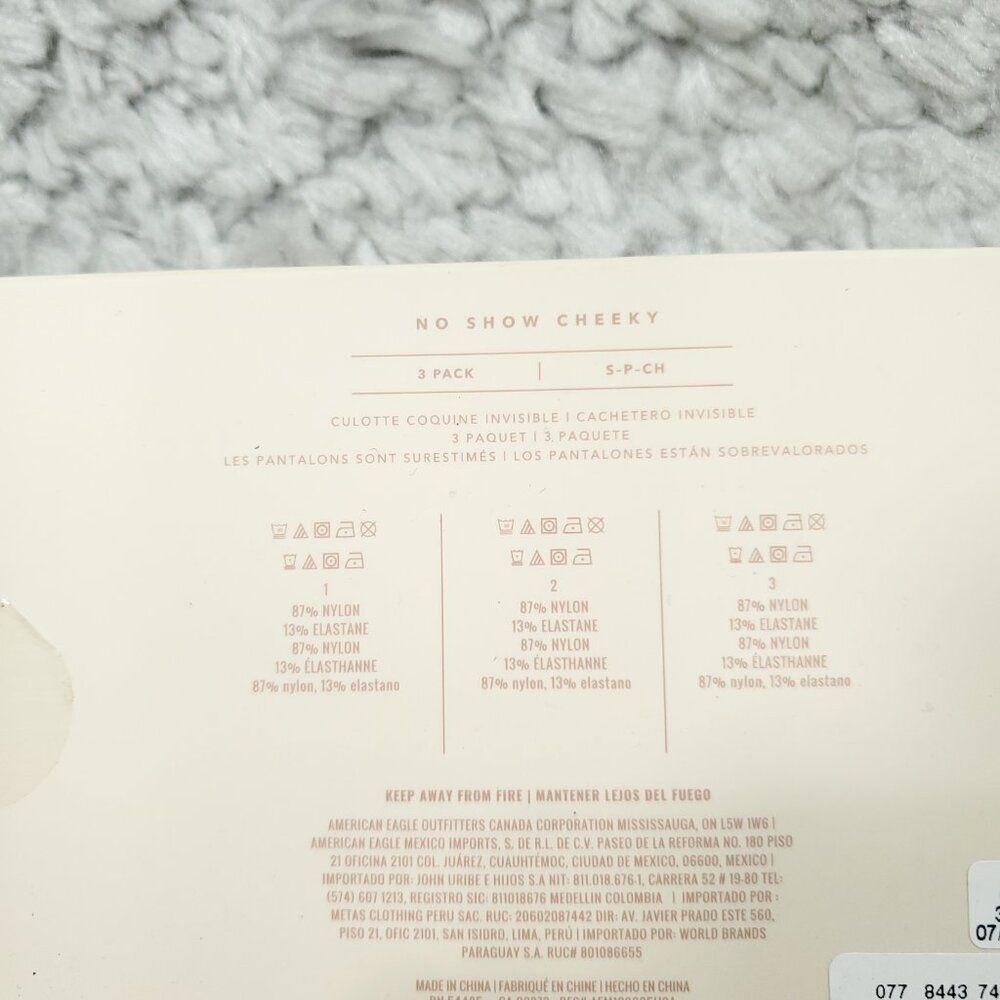 NO SHOW CHEEKY
3 PACK | S-P-CH
CULOTTE COQUINE INVISIBLE | CACHETERO INVISIBLE
3 PAQUET | 3 PAQUETE
LES PANTALONS SONT SURESTIMÉS | LOS PANTALONES ESTÁN SOBREVALORADOS
1
87% NYLON
13% ELASTANE
87% NYLON
13% ÉLASTHANNE
87% nylon, 13% elastano
2
87% NYLON
13% ELASTANE
87% NYLON
13% ÉLASTHANNE
87% nylon, 13% elastano
3
87% NYLON
13% ELASTANE
87% NYLON
13% ÉLASTHANNE
87% nylon, 13% elastano
KEEP AWAY FROM FIRE | MANTENER LEJOS DEL FUEGO
AMERICAN EAGLE OUTFITTERS CANADA CORPORATION MISSISSAUGA, ON L5W 1W6 |
AMERICAN EAGLE MEXICO IMPORTS, S. DE R.L. DE C.V. PASEO DE LA REFORMA NO. 180 PISO
21 OFICINA 2101 COL. JUÁREZ, CUAUHTÉMOC, CIUDAD DE MEXICO, 06600, MEXICO |
IMPORTADO POR: JOHN URIBE E HIJOS S.A NIT: 811.018.676-1, CARRERA 52 # 19-80 TEL:
(574) 607 1213, REGISTRO SIC: 811018676 MEDELLIN COLOMBIA | IMPORTADO POR :
METAS CLOTHING PERU SAC. RUC: 20602087442 DIR: AV. JAVIER PRADO ESTE 560,
PISO 21, OFIC 2101, SAN ISIDRO, LIMA, PERÚ | IMPORTADO POR: WORLD BRANDS
PARAGUAY S.A. RUC# 801086655
MADE IN CHINA | FABRIQUÉ EN CHINE | HECHO EN CHINA
3
07/
077 8443 74